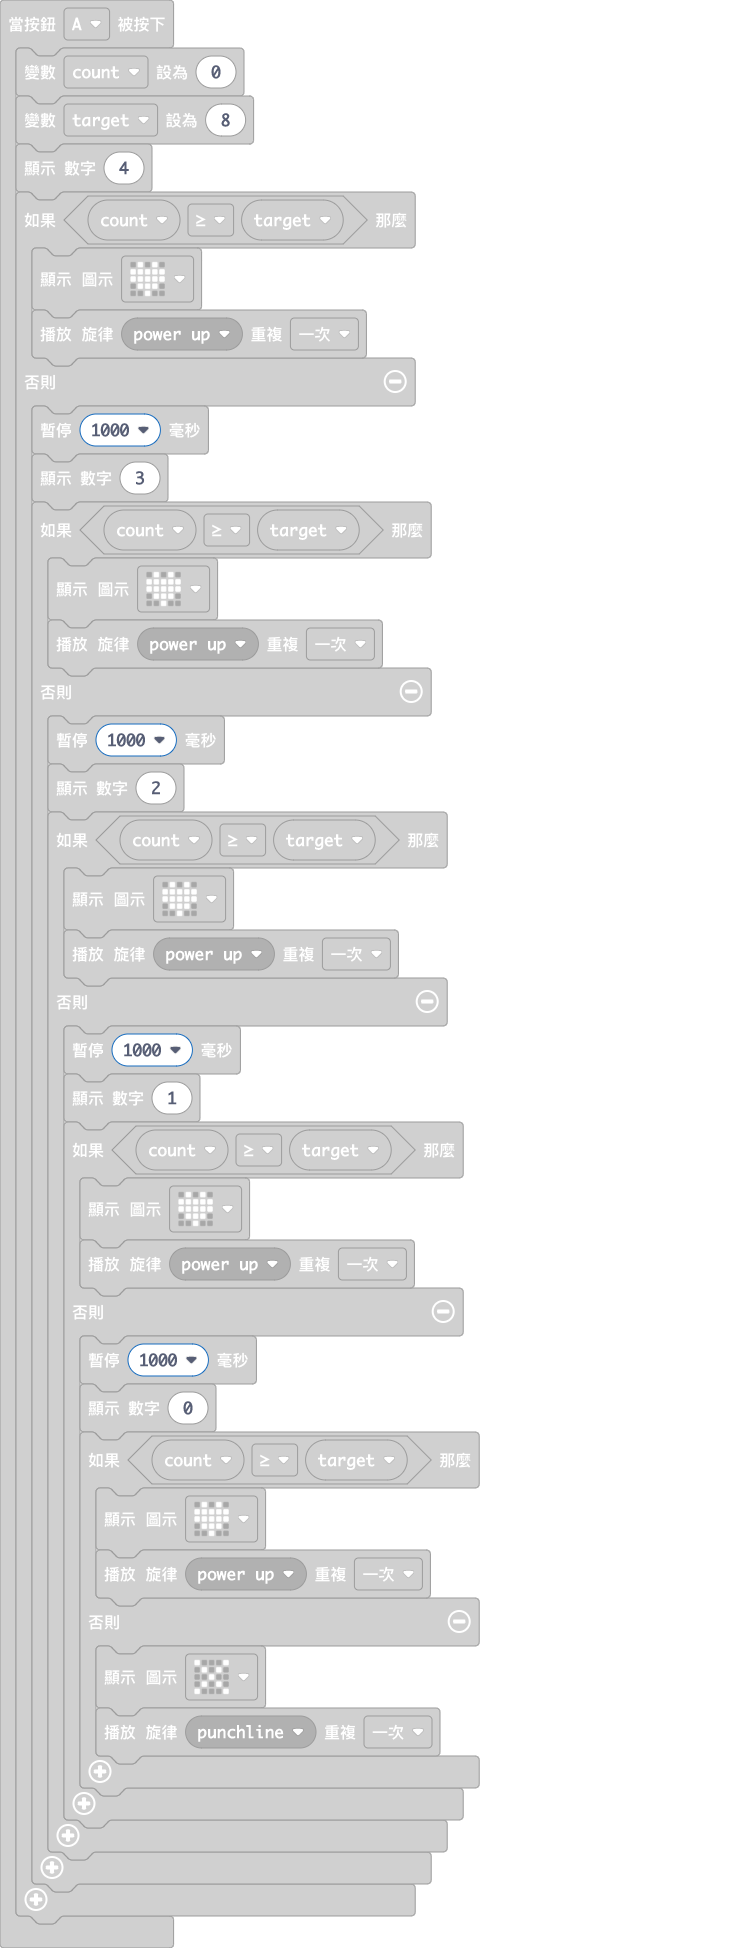 當按鈕 A 被按下
變數 count 設為 0
變數 target 設為 8
顯示 數字 4
如果 count ≥ target 那麼
顯示 圖示
播放 旋律 power up 重複 一次
否則
暫停 1000 毫秒
顯示 數字 3
如果 count ≥ target 那麼
顯示 圖示
播放 旋律 power up 重複 一次
否則
暫停 1000 毫秒
顯示 數字 2
如果 count ≥ target 那麼
顯示 圖示
播放 旋律 power up 重複 一次
否則
暫停 1000 毫秒
顯示 數字 1
如果 count ≥ target 那麼
顯示 圖示
播放 旋律 power up 重複 一次
否則
暫停 1000 毫秒
顯示 數字 0
如果 count ≥ target 那麼
顯示 圖示
播放 旋律 power up 重複 一次
否則
顯示 圖示
播放 旋律 punchline 重複 一次